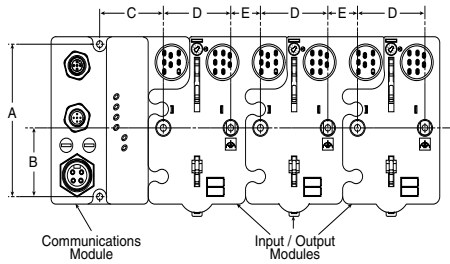 C D E D E D
A
B
Communications
Module
Input / Output
Modules